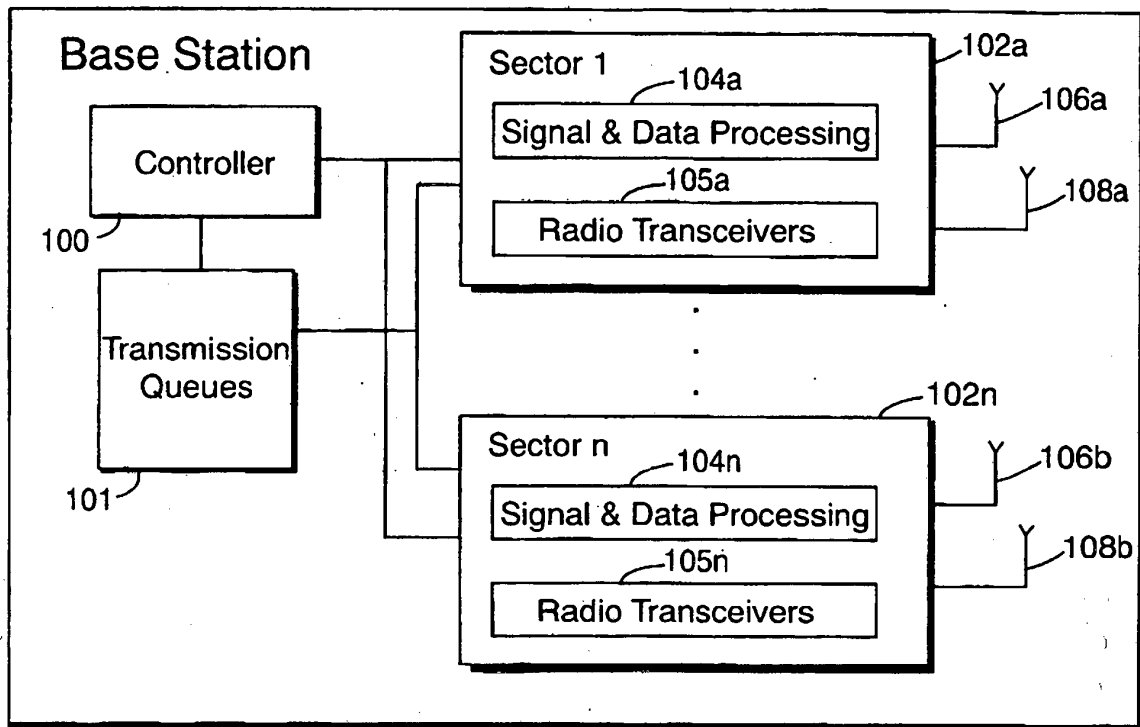 Base Station
Controller
100
Transmission
Queues
101
Sector 1
102a
104a
Signal & Data Processing
105a
Radio Transceivers
106a
108a
Sector n
102n
104n
Signal & Data Processing
105n
Radio Transceivers
106b
108b